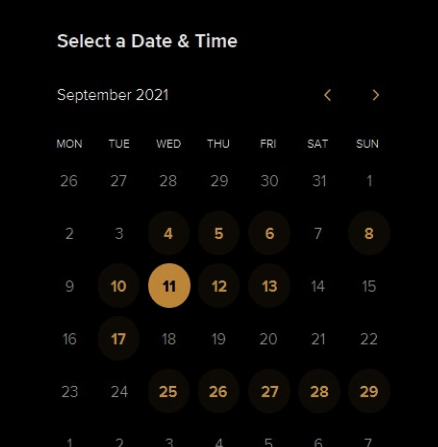 Select a Date & Time
September 2021
MON TUE WED THU FRI SAT SUN
26 27 28 29 30 31 1
2 3 4 5 6 7 8
9 10 11 12 13 14 15
16 17 18 19 20 21 22
23 24 25 26 27 28 29
1 2 3 4 5 6 7